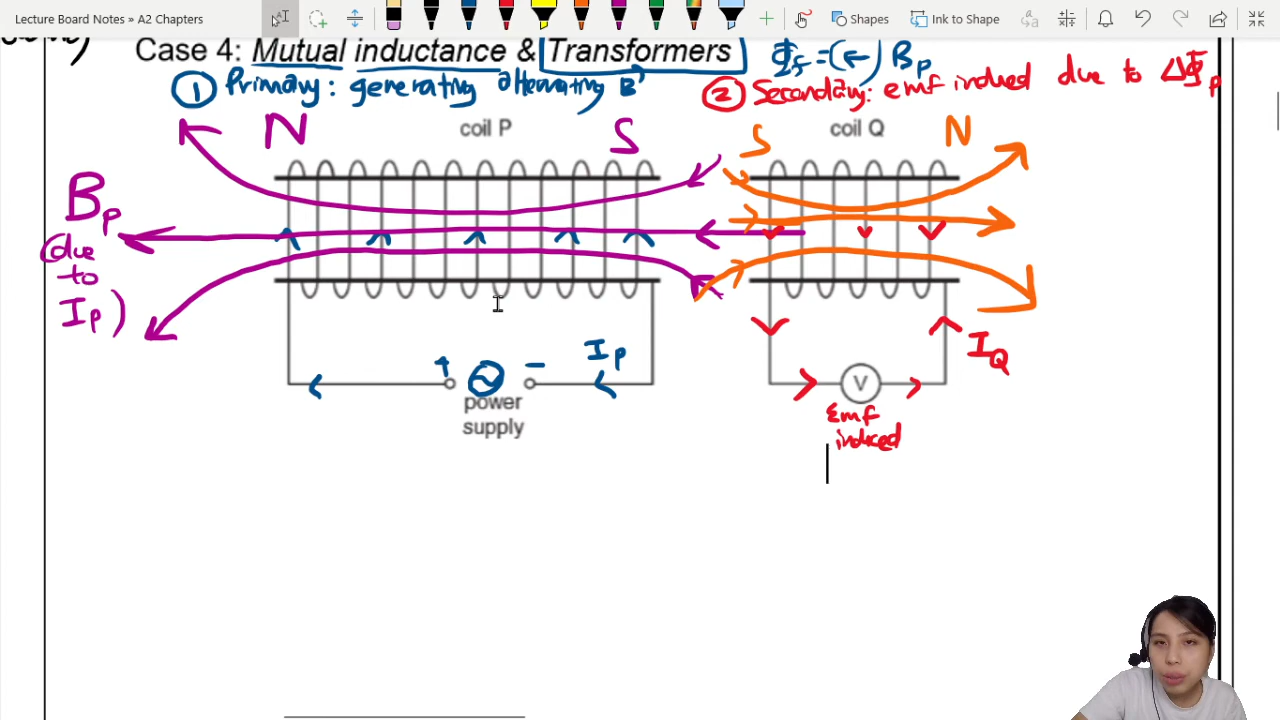 Lecture Board Notes » A2 Chapters
Shapes
Ink to Shape
Case 4: Mutual inductance & Transformers
Φf = (←) Bp
① Primary: generating alternating B
② Secondary: emf induced due to ΔΦp
N
coil P
S
S
coil Q
N
Bp
(due
to
Ip)
+
~
-
Ip
power
supply
V
IQ
Emf
induced